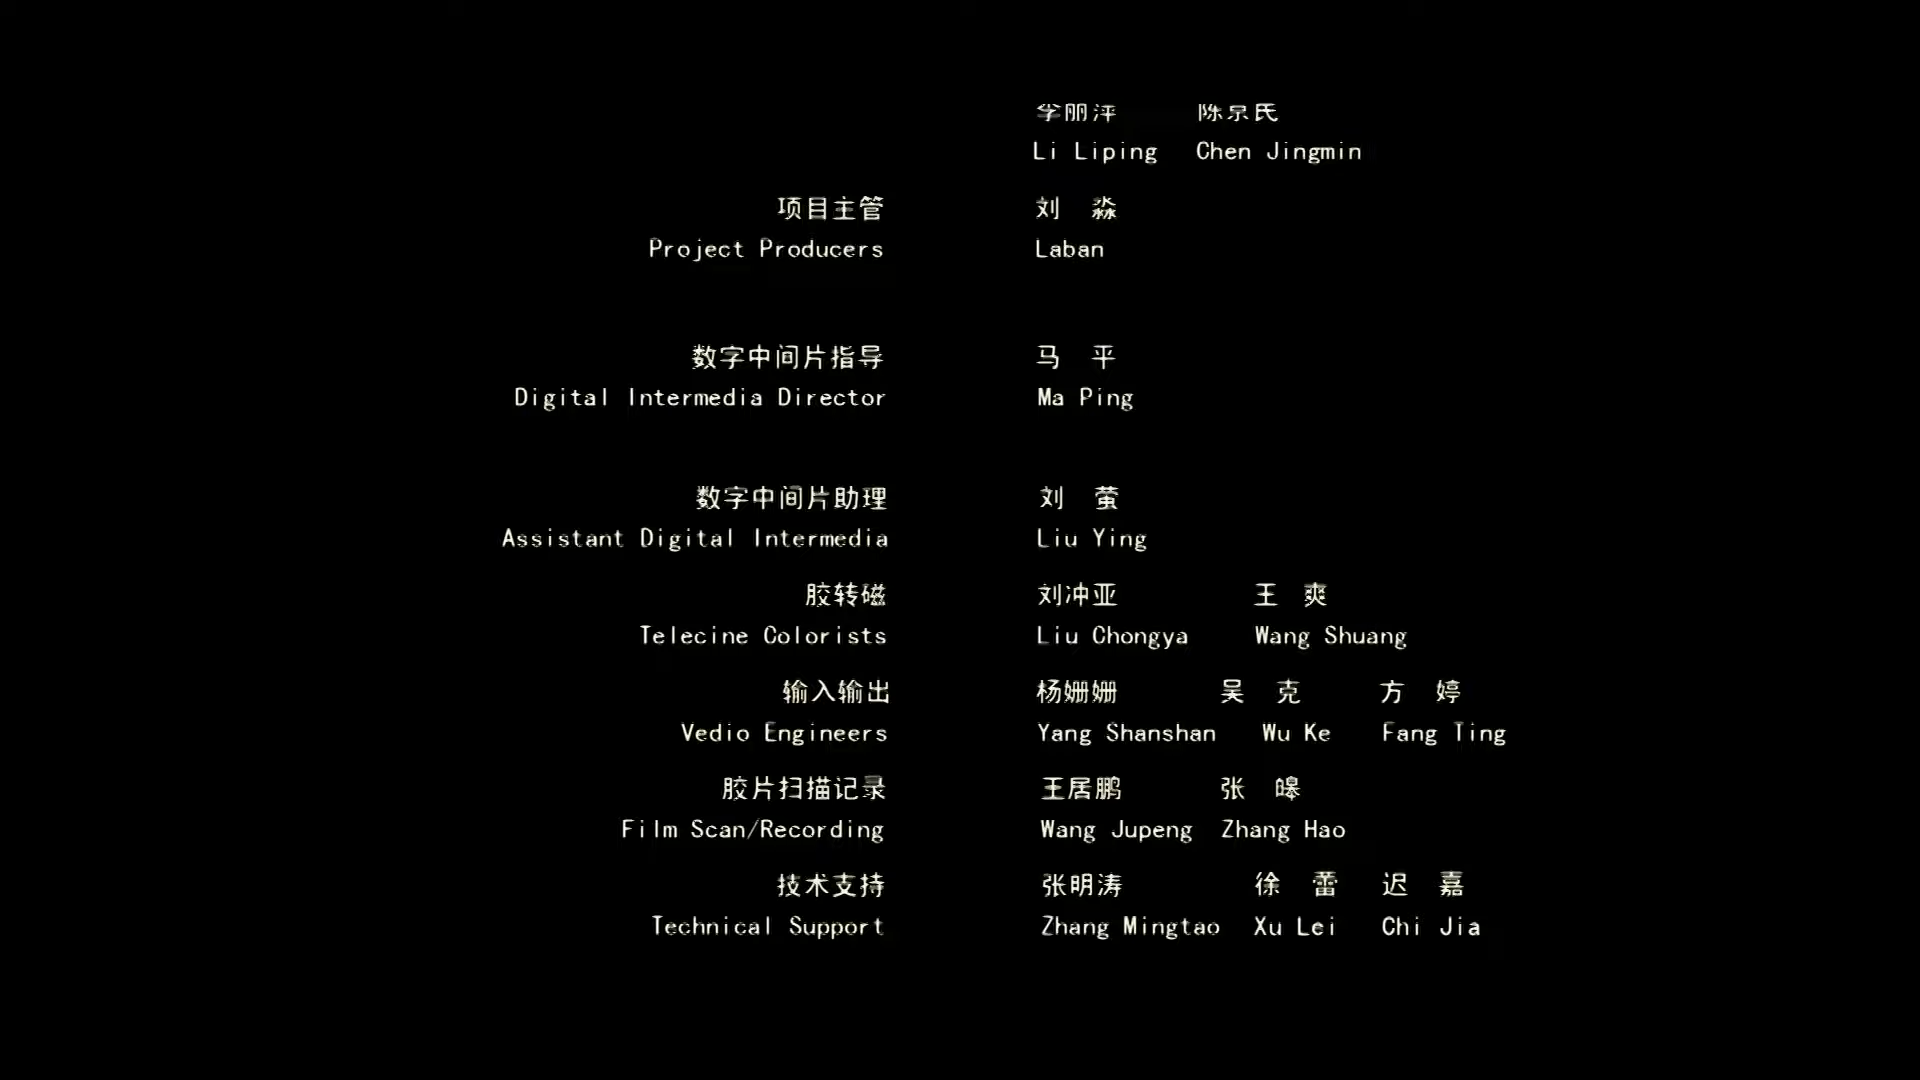 李丽萍 陈京民
Li Liping Chen Jingmin
项目主管 刘 淼
Project Producers Laban
数字中间片指导 马 平
Digital Intermedia Director Ma Ping
数字中间片助理 刘 萤
Assistant Digital Intermedia Liu Ying
胶转磁 刘冲亚 王 爽
Telecine Colorists Liu Chongya Wang Shuang
输入输出 杨姗姗 吴 克 方 婷
Vedio Engineers Yang Shanshan Wu Ke Fang Ting
胶片扫描记录 王居鹏 张 皞
Film Scan/Recording Wang Jupeng Zhang Hao
技术支持 张明涛 徐 蕾 迟 嘉
Technical Support Zhang Mingtao Xu Lei Chi Jia